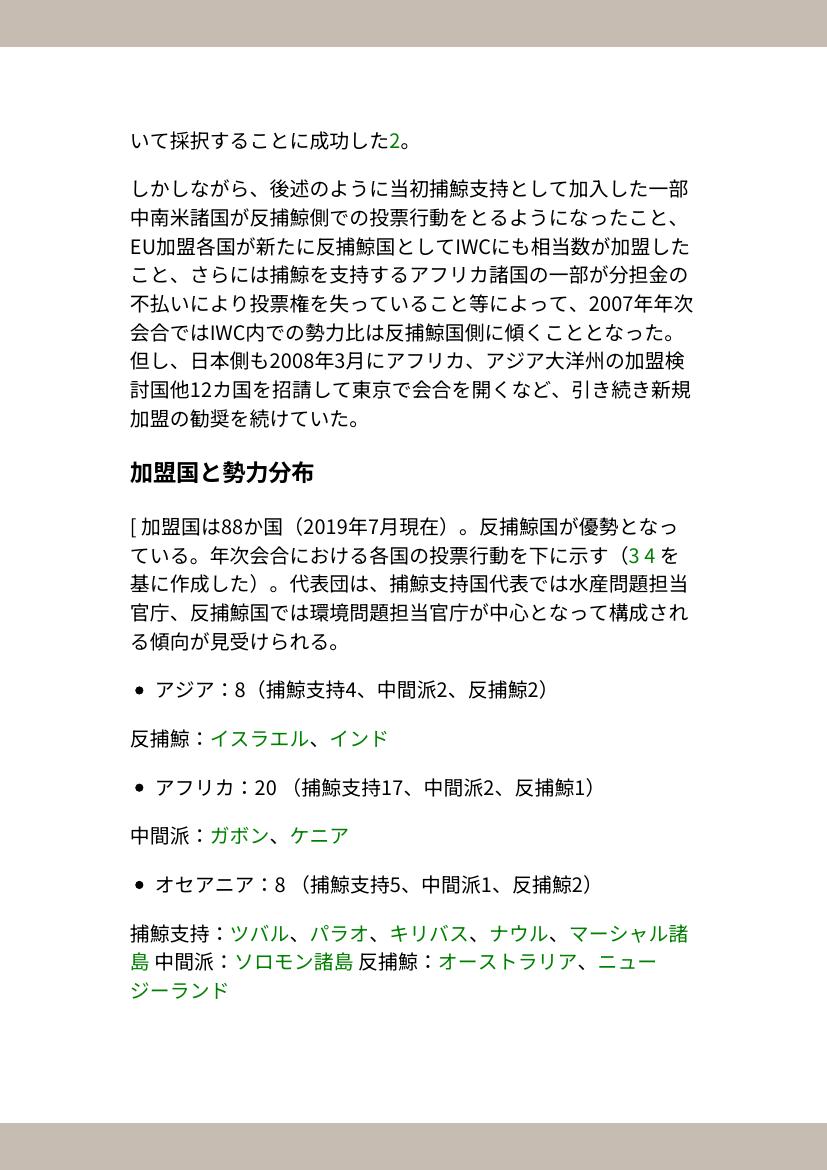 いて採択することに成功した2。
しかしながら、後述のように当初捕鯨支持として加入した一部
中南米諸国が反捕鯨側での投票行動をとるようになったこと、
EU加盟各国が新たに反捕鯨国としてIWCにも相当数が加盟した
こと、さらには捕鯨を支持するアフリカ諸国の一部が分担金の
不払いにより投票権を失っていること等によって、2007年年次
会合ではIWC内での勢力比は反捕鯨国側に傾くこととなった。
但し、日本側も2008年3月にアフリカ、アジア大洋州の加盟検
討国他12カ国を招請して東京で会合を開くなど、引き続き新規
加盟の勧奨を続けていた。
加盟国と勢力分布
[ 加盟国は88か国（2019年7月現在）。反捕鯨国が優勢となっ
ている。年次会合における各国の投票行動を下に示す（3 4 を
基に作成した）。代表団は、捕鯨支持国代表では水産問題担当
官庁、反捕鯨国では環境問題担当官庁が中心となって構成され
る傾向が見受けられる。
• アジア：8（捕鯨支持4、中間派2、反捕鯨2）
反捕鯨：イスラエル、インド
• アフリカ：20 （捕鯨支持17、中間派2、反捕鯨1）
中間派：ガボン、ケニア
• オセアニア：8 （捕鯨支持5、中間派1、反捕鯨2）
捕鯨支持：ツバル、パラオ、キリバス、ナウル、マーシャル諸
島 中間派：ソロモン諸島 反捕鯨：オーストラリア、ニュー
ジーランド